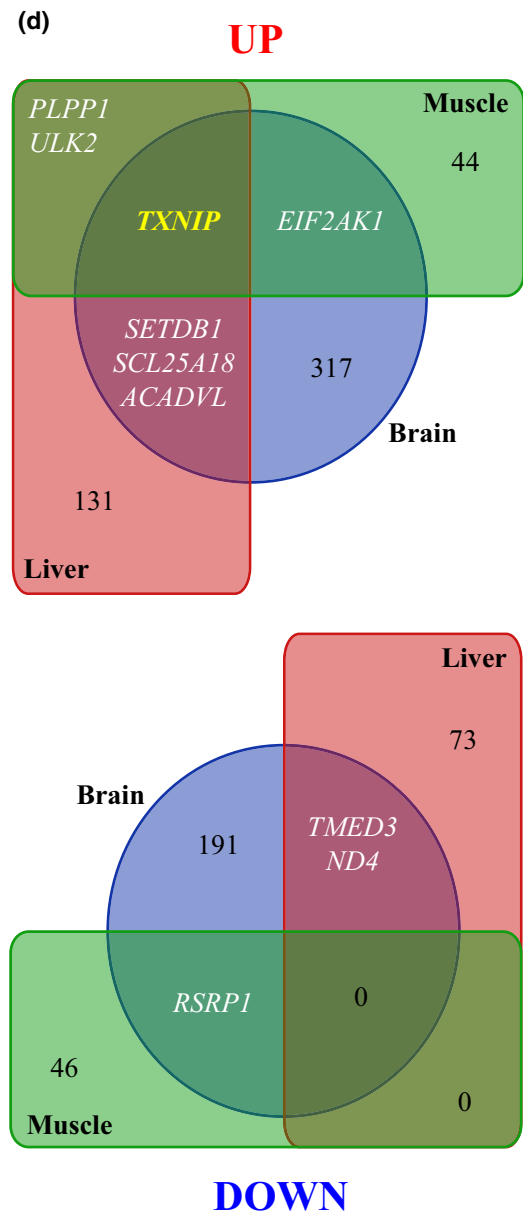 (d)
UP
PLPP1
ULK2
Muscle
44
TXNIP
EIF2AK1
SETDB1
SCL25A18
ACADVL
317
Brain
131
Liver
Liver
73
Brain
191
TMED3
ND4
RSRP1
0
46
0
Muscle
DOWN